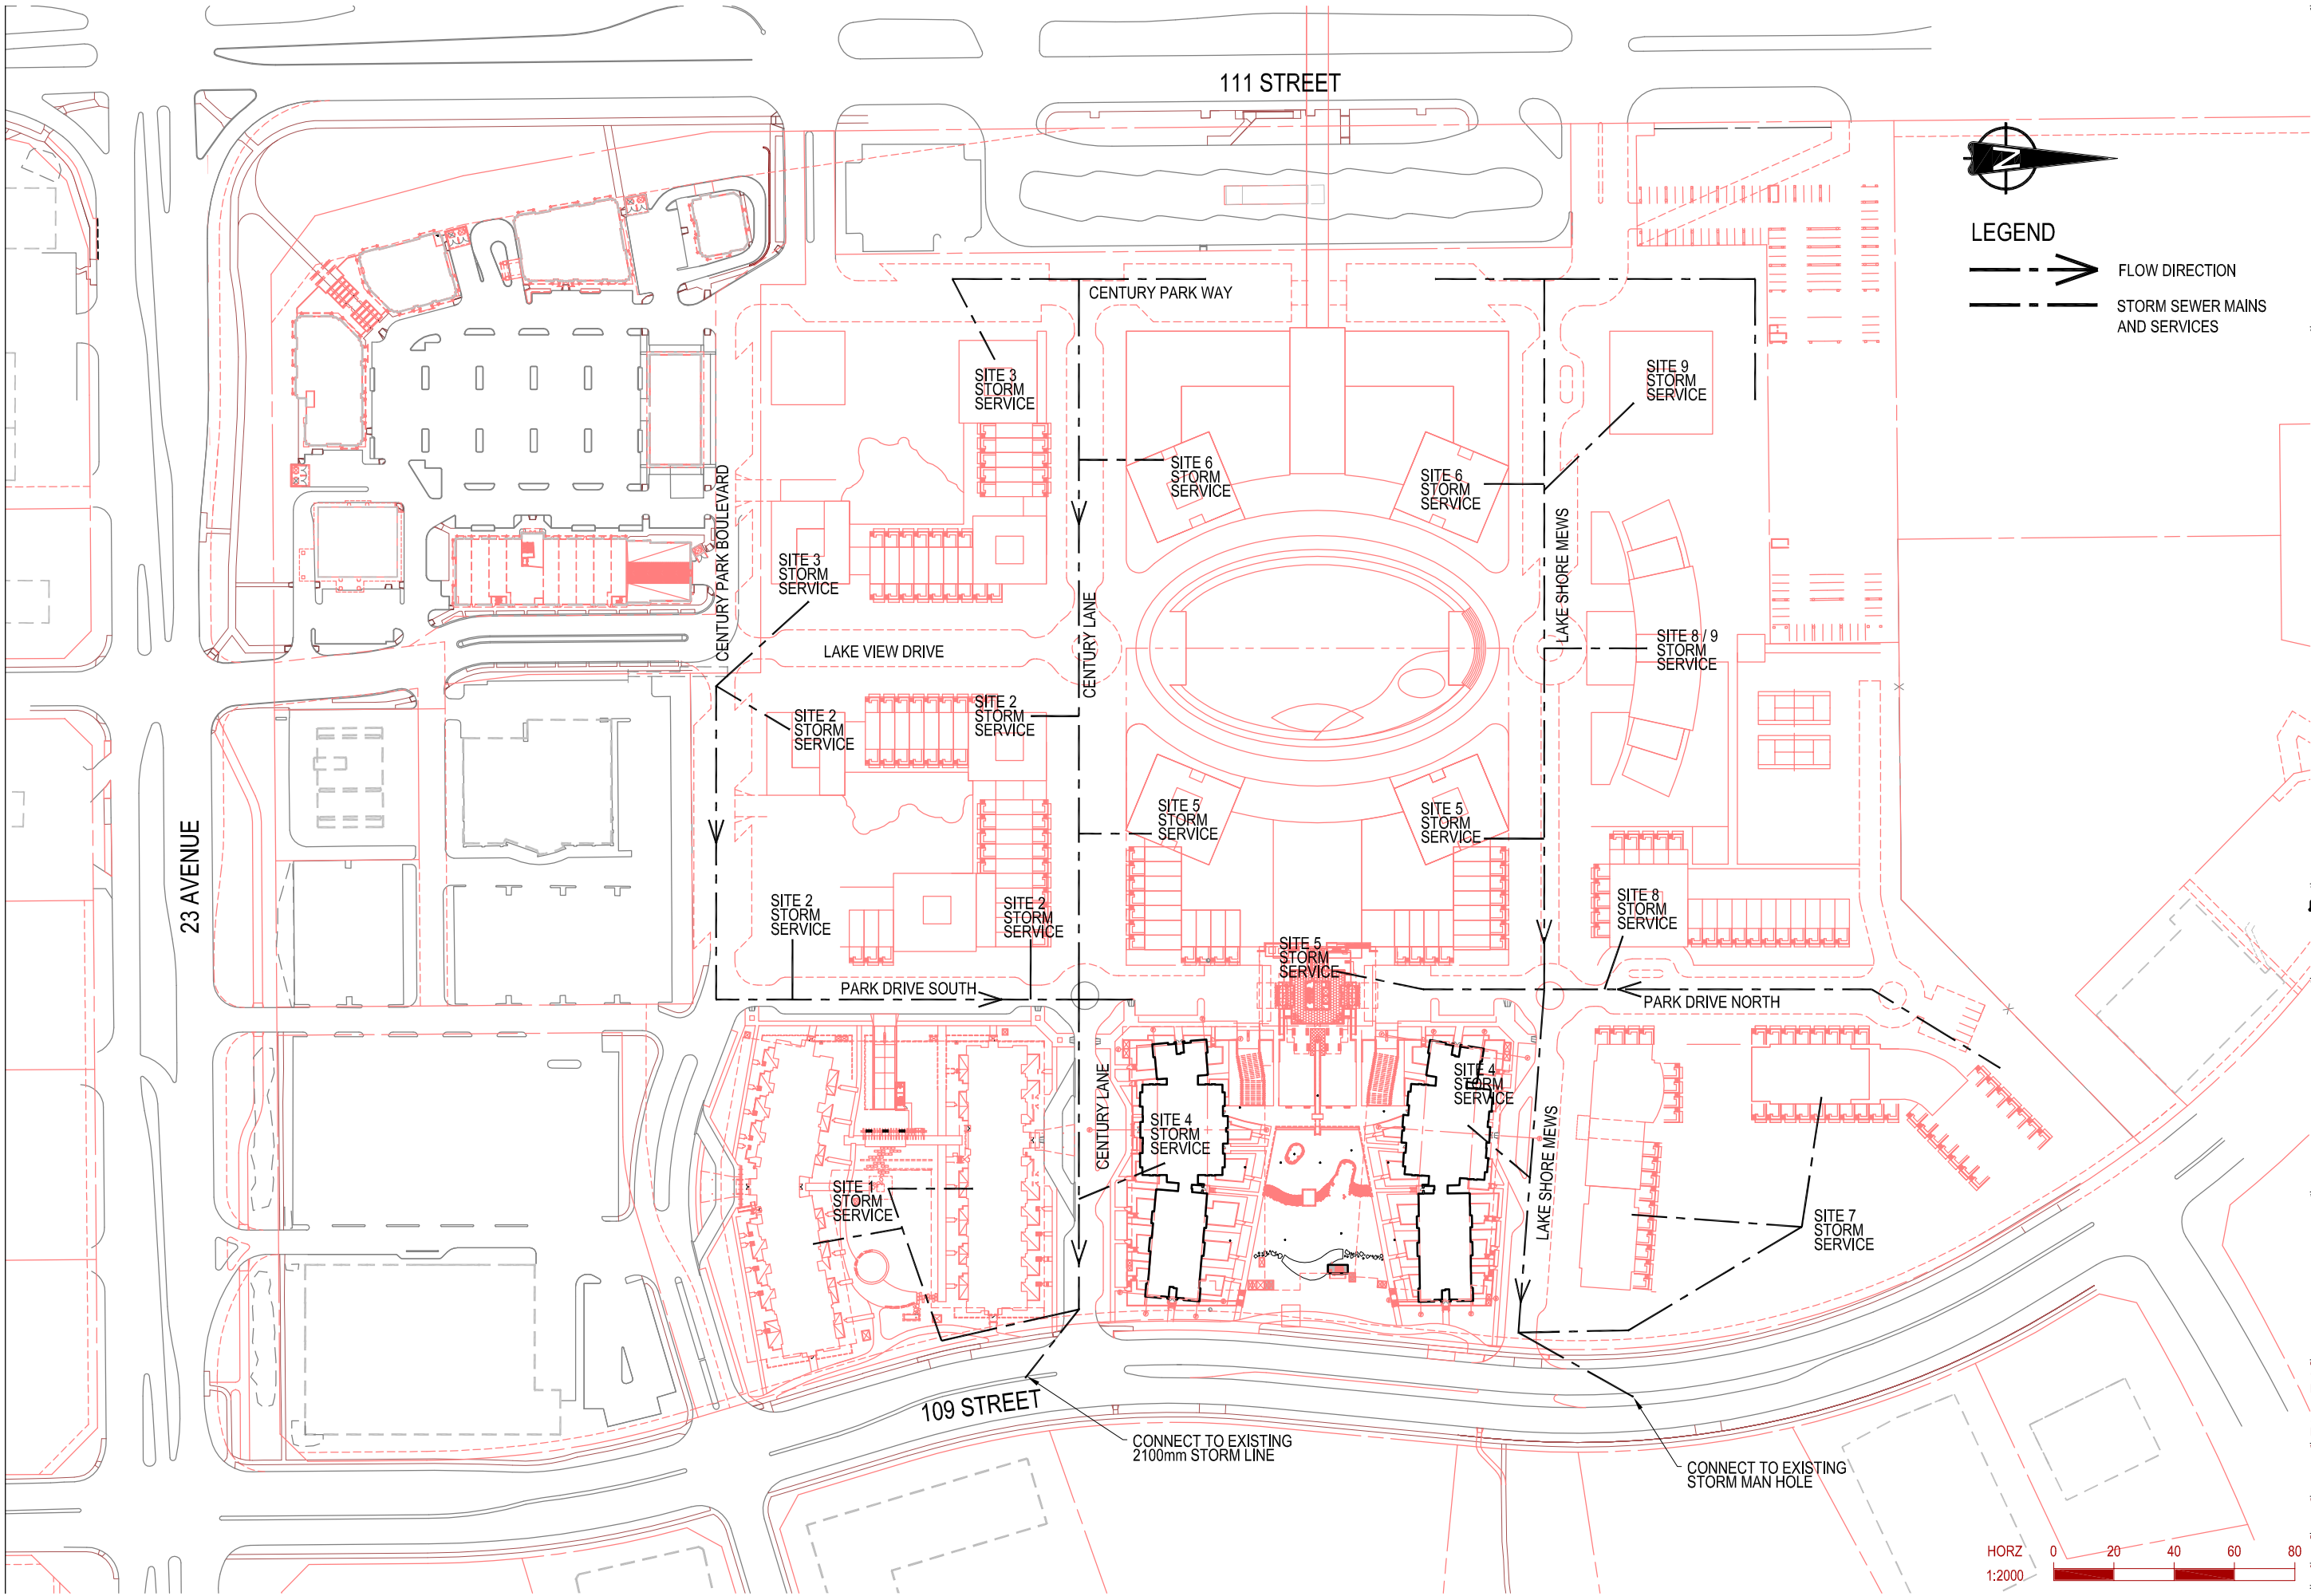 111 STREET
N
LEGEND
FLOW DIRECTION
STORM SEWER MAINS
AND SERVICES
CENTURY PARK WAY
SITE 3
STORM
SERVICE
SITE 9
STORM
SERVICE
SITE 6
STORM
SERVICE
SITE 6
STORM
SERVICE
CENTURY PARK BOULEVARD
SITE 3
STORM
SERVICE
LAKE SHORE MEWS
CENTURY LANE
LAKE VIEW DRIVE
SITE 8 / 9
STORM
SERVICE
SITE 2
STORM
SERVICE
SITE 2
STORM
SERVICE
23 AVENUE
SITE 5
STORM
SERVICE
SITE 5
STORM
SERVICE
SITE 2
STORM
SERVICE
SITE 2
STORM
SERVICE
SITE 8
STORM
SERVICE
SITE 5
STORM
SERVICE
PARK DRIVE SOUTH
PARK DRIVE NORTH
CENTURY LANE
SITE 4
STORM
SERVICE
SITE 4
STORM
SERVICE
LAKE SHORE MEWS
SITE 1
STORM
SERVICE
SITE 7
STORM
SERVICE
109 STREET
CONNECT TO EXISTING
2100mm STORM LINE
CONNECT TO EXISTING
STORM MAN HOLE
HORZ 0 20 40 60 80
1:2000